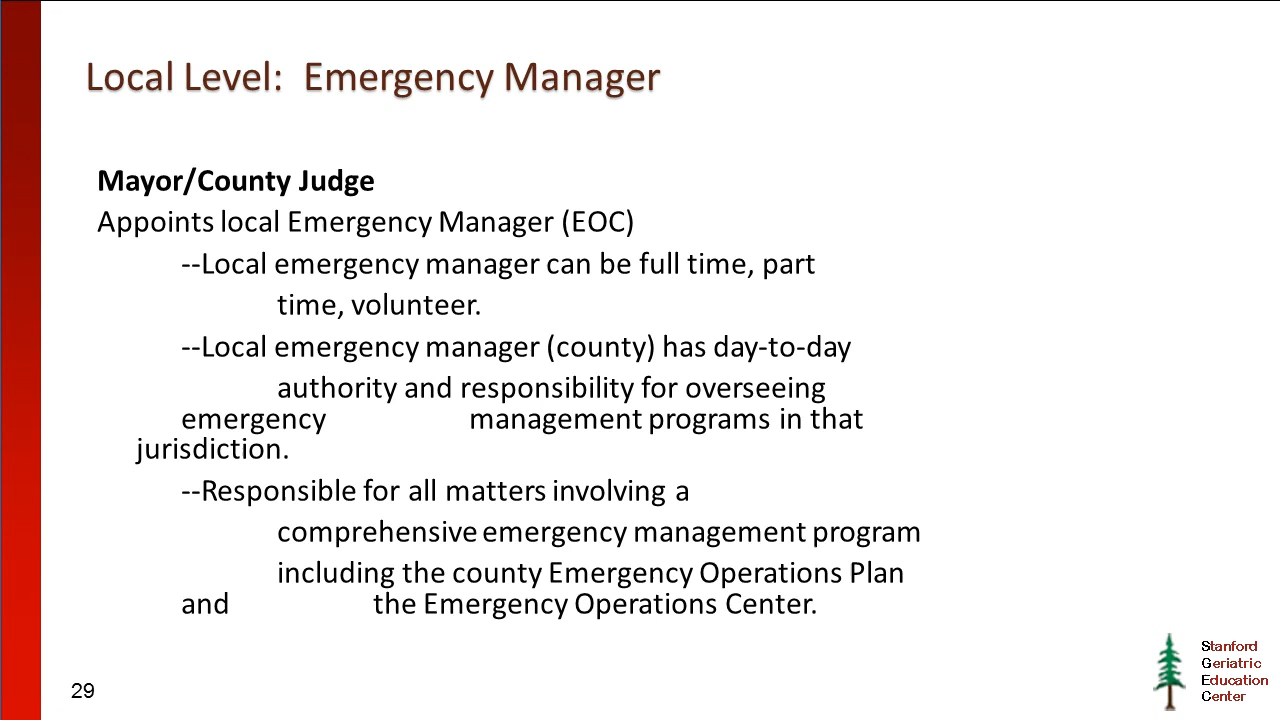 Local Level: Emergency Manager
Mayor/County Judge
Appoints local Emergency Manager (EOC)
--Local emergency manager can be full time, part
time, volunteer.
--Local emergency manager (county) has day-to-day
authority and responsibility for overseeing
emergency management programs in that
jurisdiction.
--Responsible for all matters involving a
comprehensive emergency management program
including the county Emergency Operations Plan
and the Emergency Operations Center.
Stanford
Geriatric
Education
Center
29